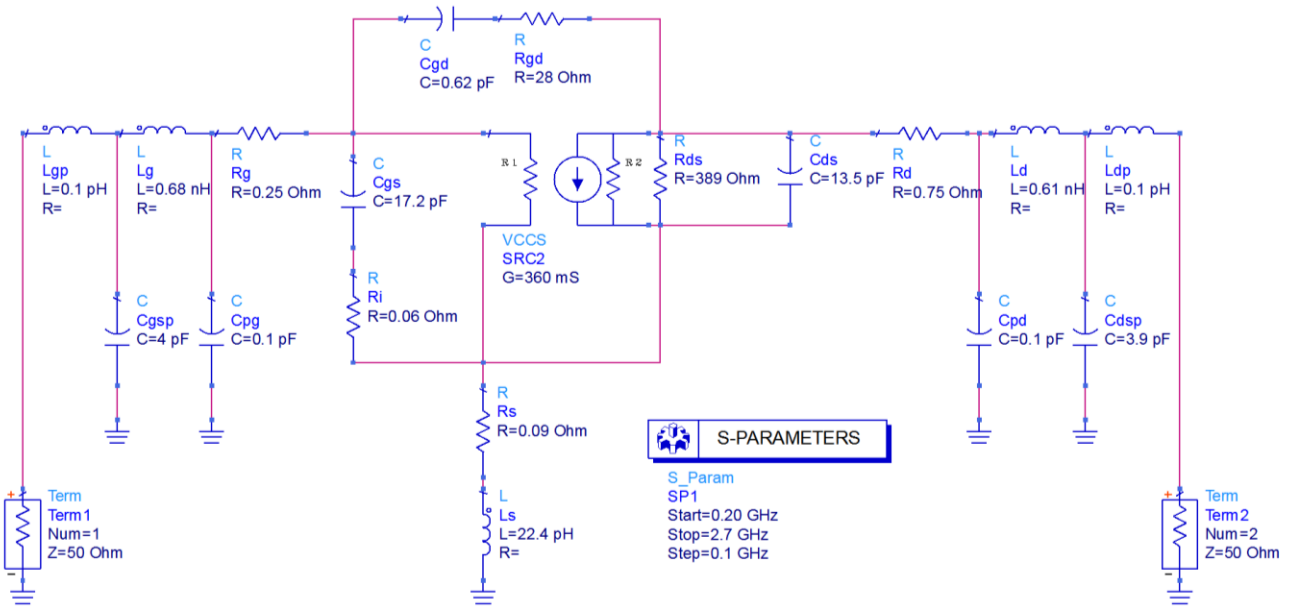 C
Cgd
C=0.62 pF
R
Rgd
R=28 Ohm
L
Lgp
L=0.1 pH
R=
L
Lg
L=0.68 nH
R=
R
Rg
R=0.25 Ohm
C
Cgs
C=17.2 pF
R
Ri
R=0.06 Ohm
R1
R2
VCCS
SRC2
G=360 mS
R
Rds
R=389 Ohm
C
Cds
C=13.5 pF
R
Rd
R=0.75 Ohm
L
Ld
L=0.61 nH
R=
L
Ldp
L=0.1 pH
R=
C
Cgsp
C=4 pF
C
Cpg
C=0.1 pF
C
Cpd
C=0.1 pF
C
Cdsp
C=3.9 pF
R
Rs
R=0.09 Ohm
L
Ls
L=22.4 pH
R=
S-PARAMETERS
S_Param
SP1
Start=0.20 GHz
Stop=2.7 GHz
Step=0.1 GHz
+
-
Term
Term1
Num=1
Z=50 Ohm
+
-
Term
Term2
Num=2
Z=50 Ohm